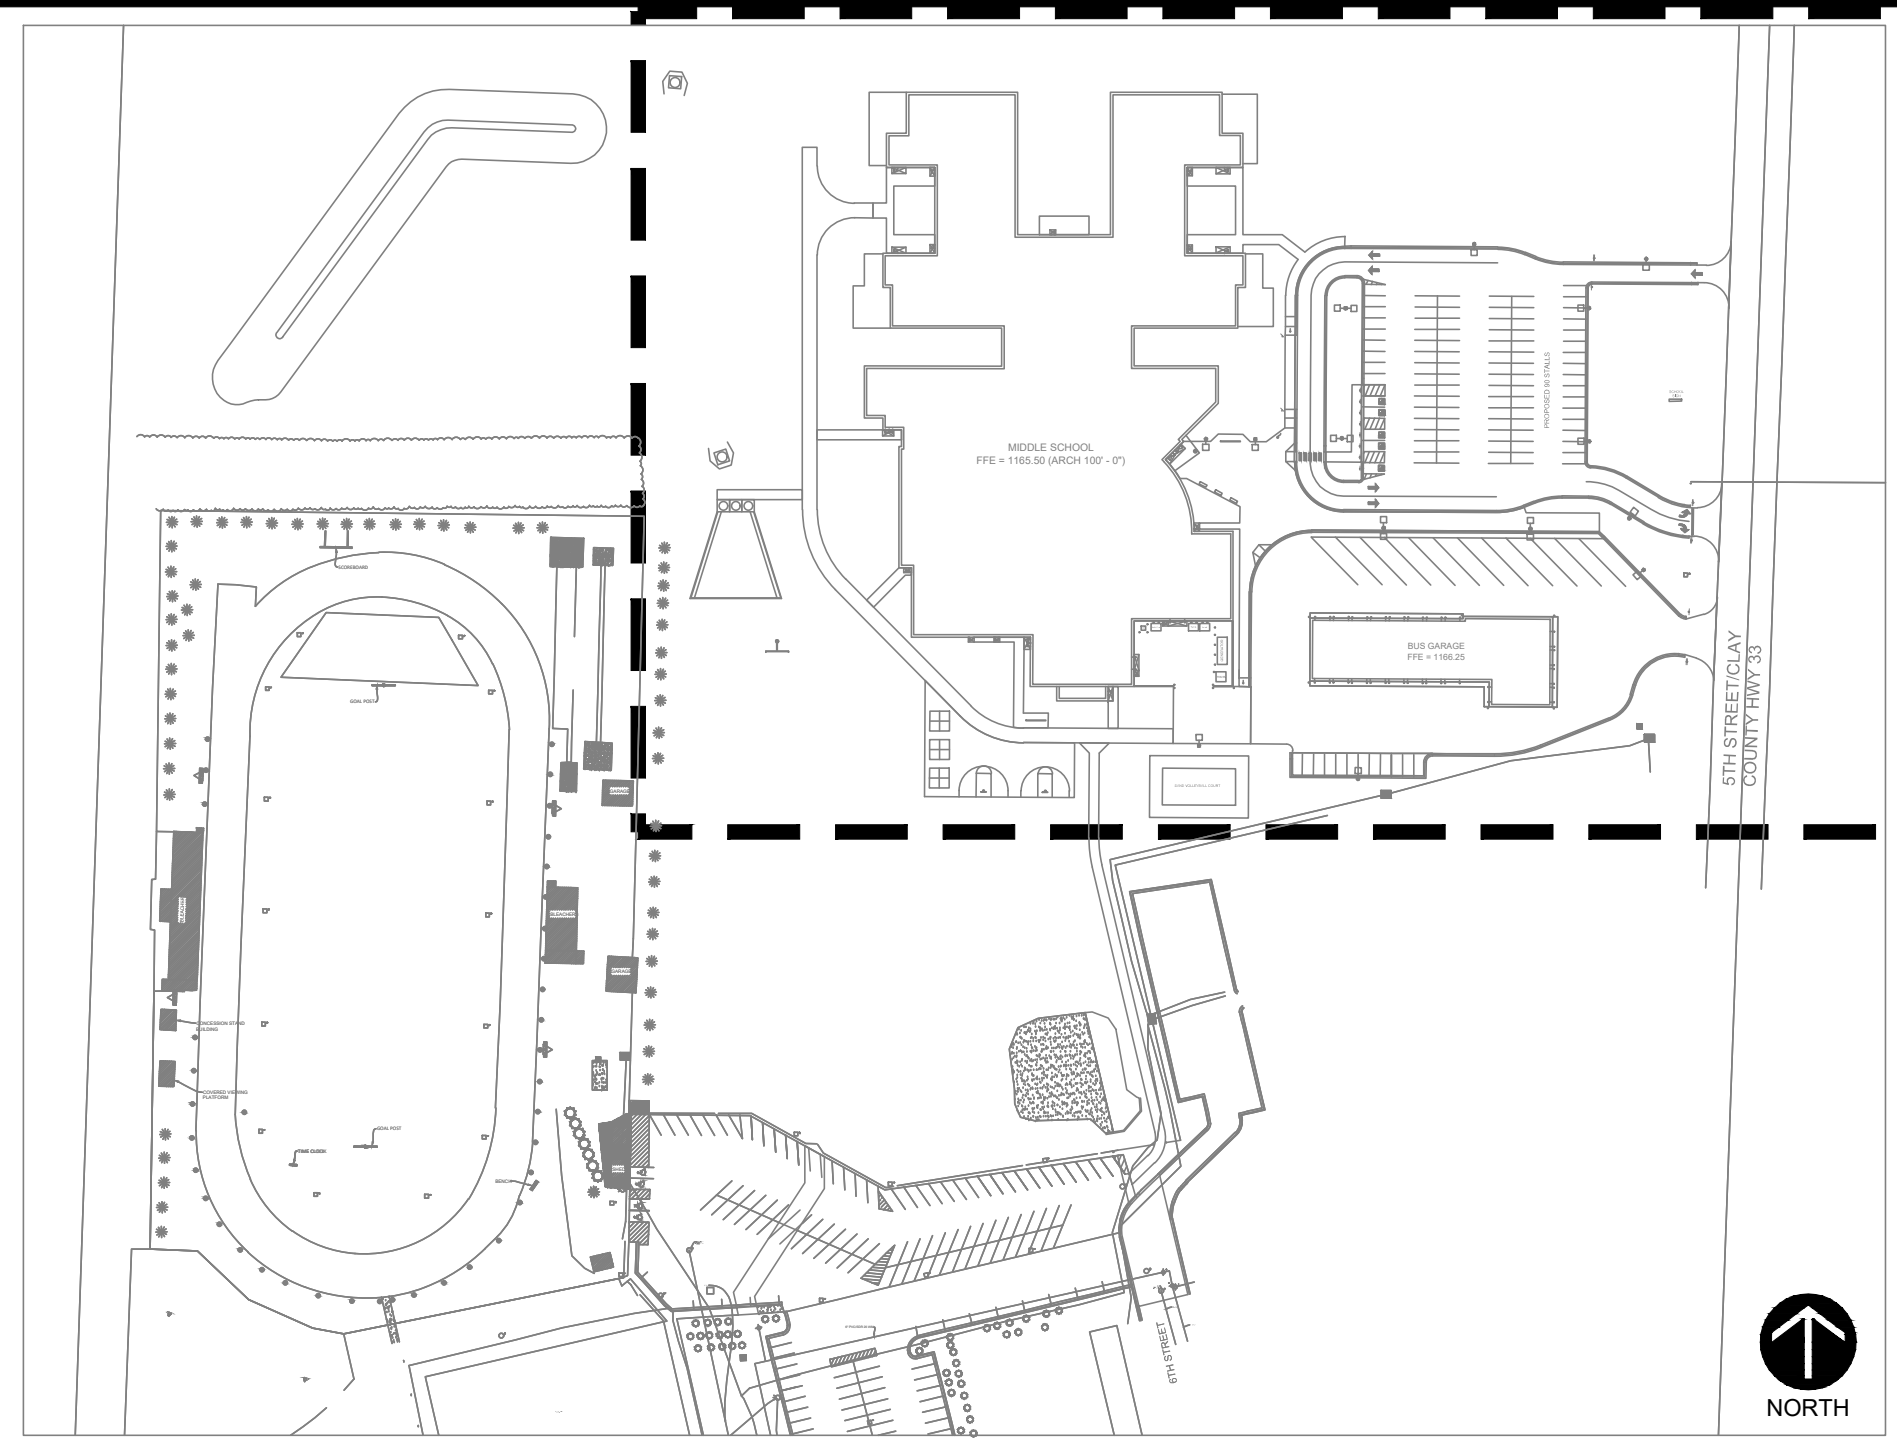 MIDDLE SCHOOL
FFE = 1165.50 (ARCH 100' - 0")
PROPOSED 90 STALLS
SCOREBOARD
GOAL POST
BUS GARAGE
FFE = 1166.25
5TH STREET/CLAY
COUNTY HWY 33
GARAGE
BLEACHER
BLEACHER
GARAGE
CONCESSION STAND
BUILDING
COVERED VIEWING
PLATFORM
GOAL POST
TIME CLOCK
BENCH
6TH STREET
NORTH